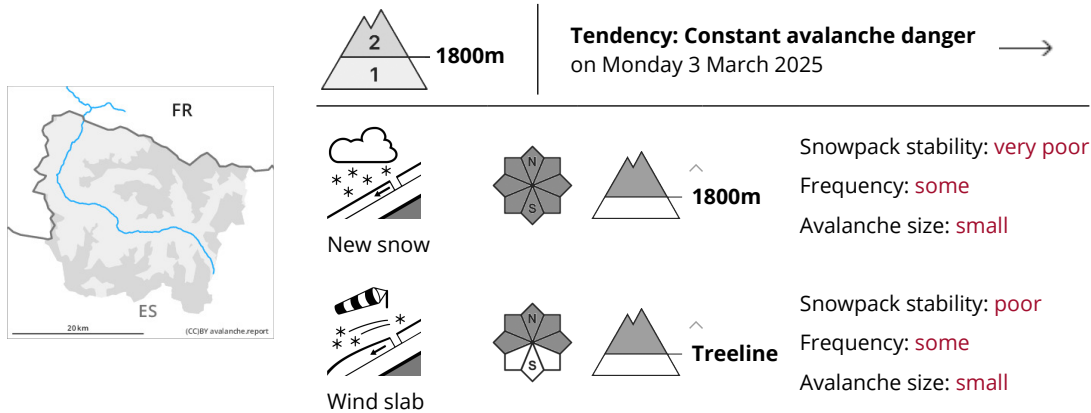 2
1800m
1
Tendency: Constant avalanche danger
on Monday 3 March 2025
FR
ES
20 km
(CC)BY avalanche.report
N
S
1800m
New snow
Snowpack stability: very poor
Frequency: some
Avalanche size: small
N
S
Treeline
Wind slab
Snowpack stability: poor
Frequency: some
Avalanche size: small